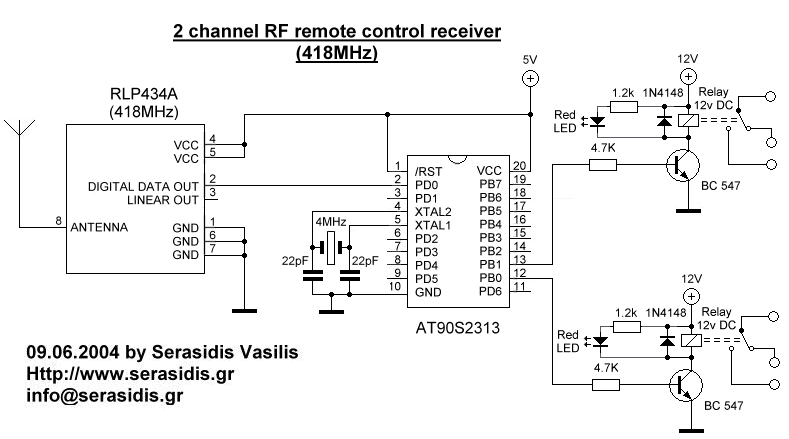 2 channel RF remote control receiver
(418MHz)
5V
12V
RLP434A
(418MHz)
1.2k
1N4148
Relay
12v DC
Red
LED
4.7K
BC 547
VCC 4
VCC 5
DIGITAL DATA OUT 2
LINEAR OUT 3
8 ANTENNA
GND 1
GND 6
GND 7
1 /RST
2 PD0
3 PD1
4 XTAL2
5 XTAL1
6 PD2
7 PD3
8 PD4
9 PD5
10 GND
VCC 20
PB7 19
PB6 18
PB5 17
PB4 16
PB3 15
PB2 14
PB1 13
PB0 12
PD6 11
4MHz
22pF
22pF
AT90S2313
12V
1.2k
1N4148
Relay
12v DC
Red
LED
4.7K
BC 547
09.06.2004 by Serasidis Vasilis
Http://www.serasidis.gr
info@serasidis.gr